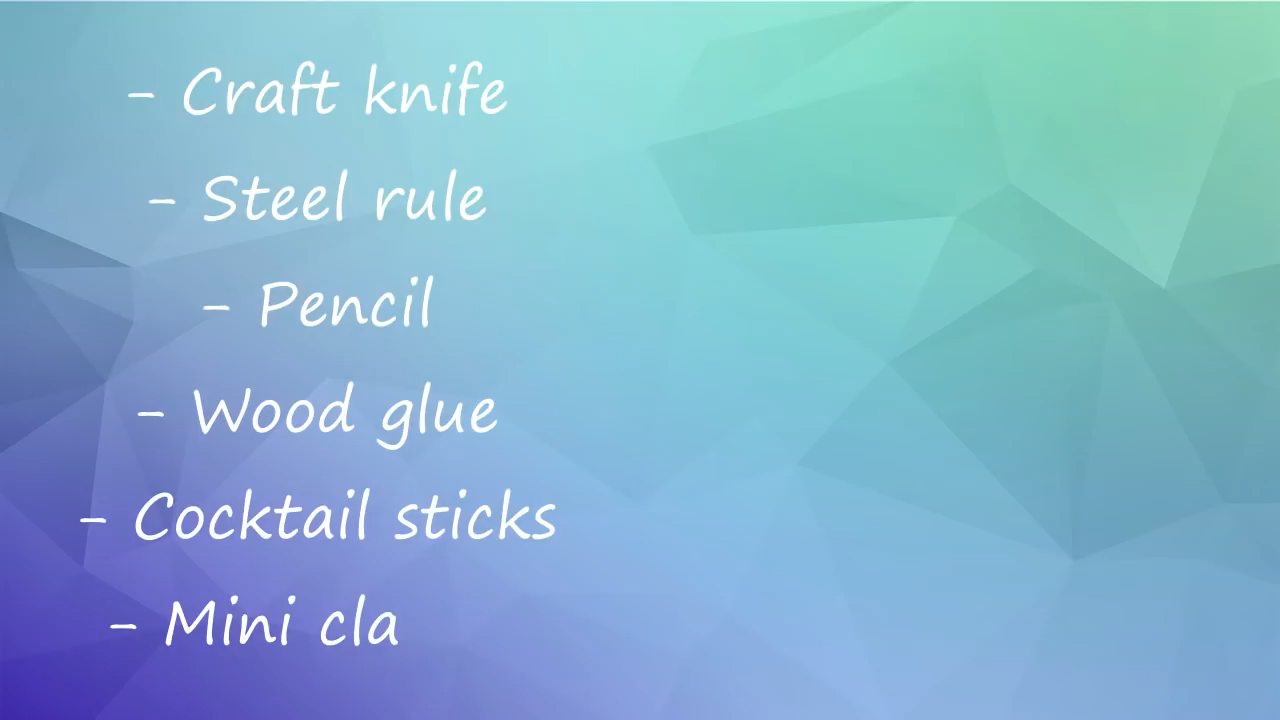 - Craft knife
- Steel rule
- Pencil
- Wood glue
- Cocktail sticks
- Mini cla